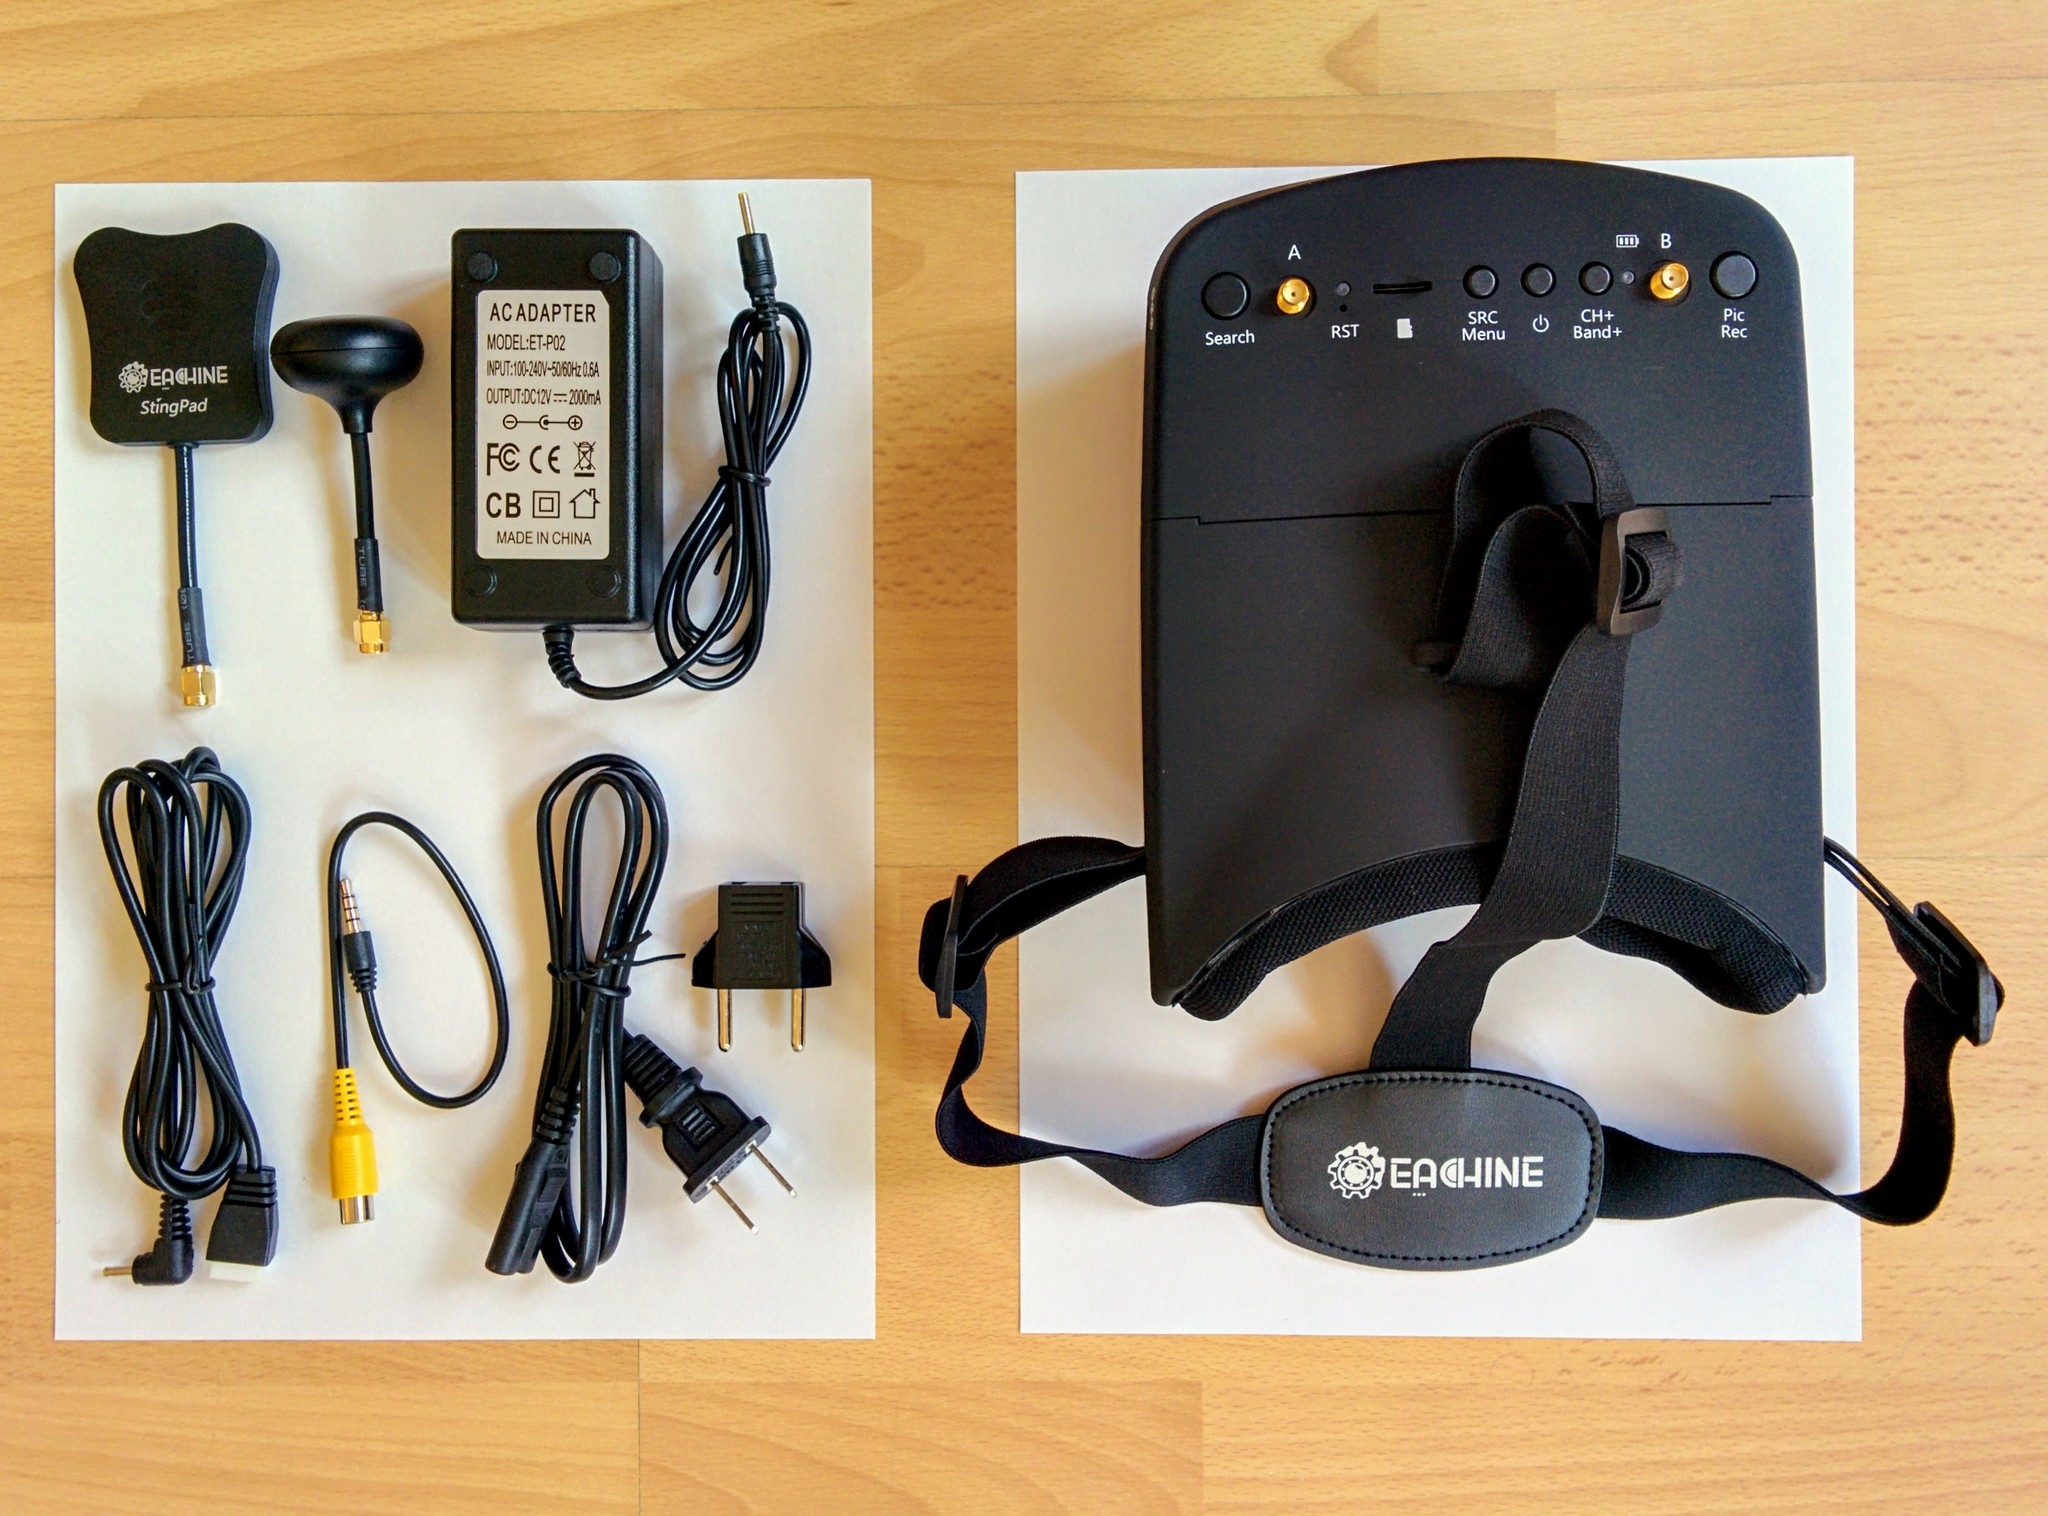 EACHINE
StingPad
TUBE
TUBE
AC ADAPTER
MODEL:ET-P02
INPUT:100-240V~50/60Hz 0.6A
OUTPUT:DC12V 2000mA
FC CE
CB
MADE IN CHINA
A
B
Search
RST
SRC
Menu
CH+
Band+
Pic
Rec
EACHINE